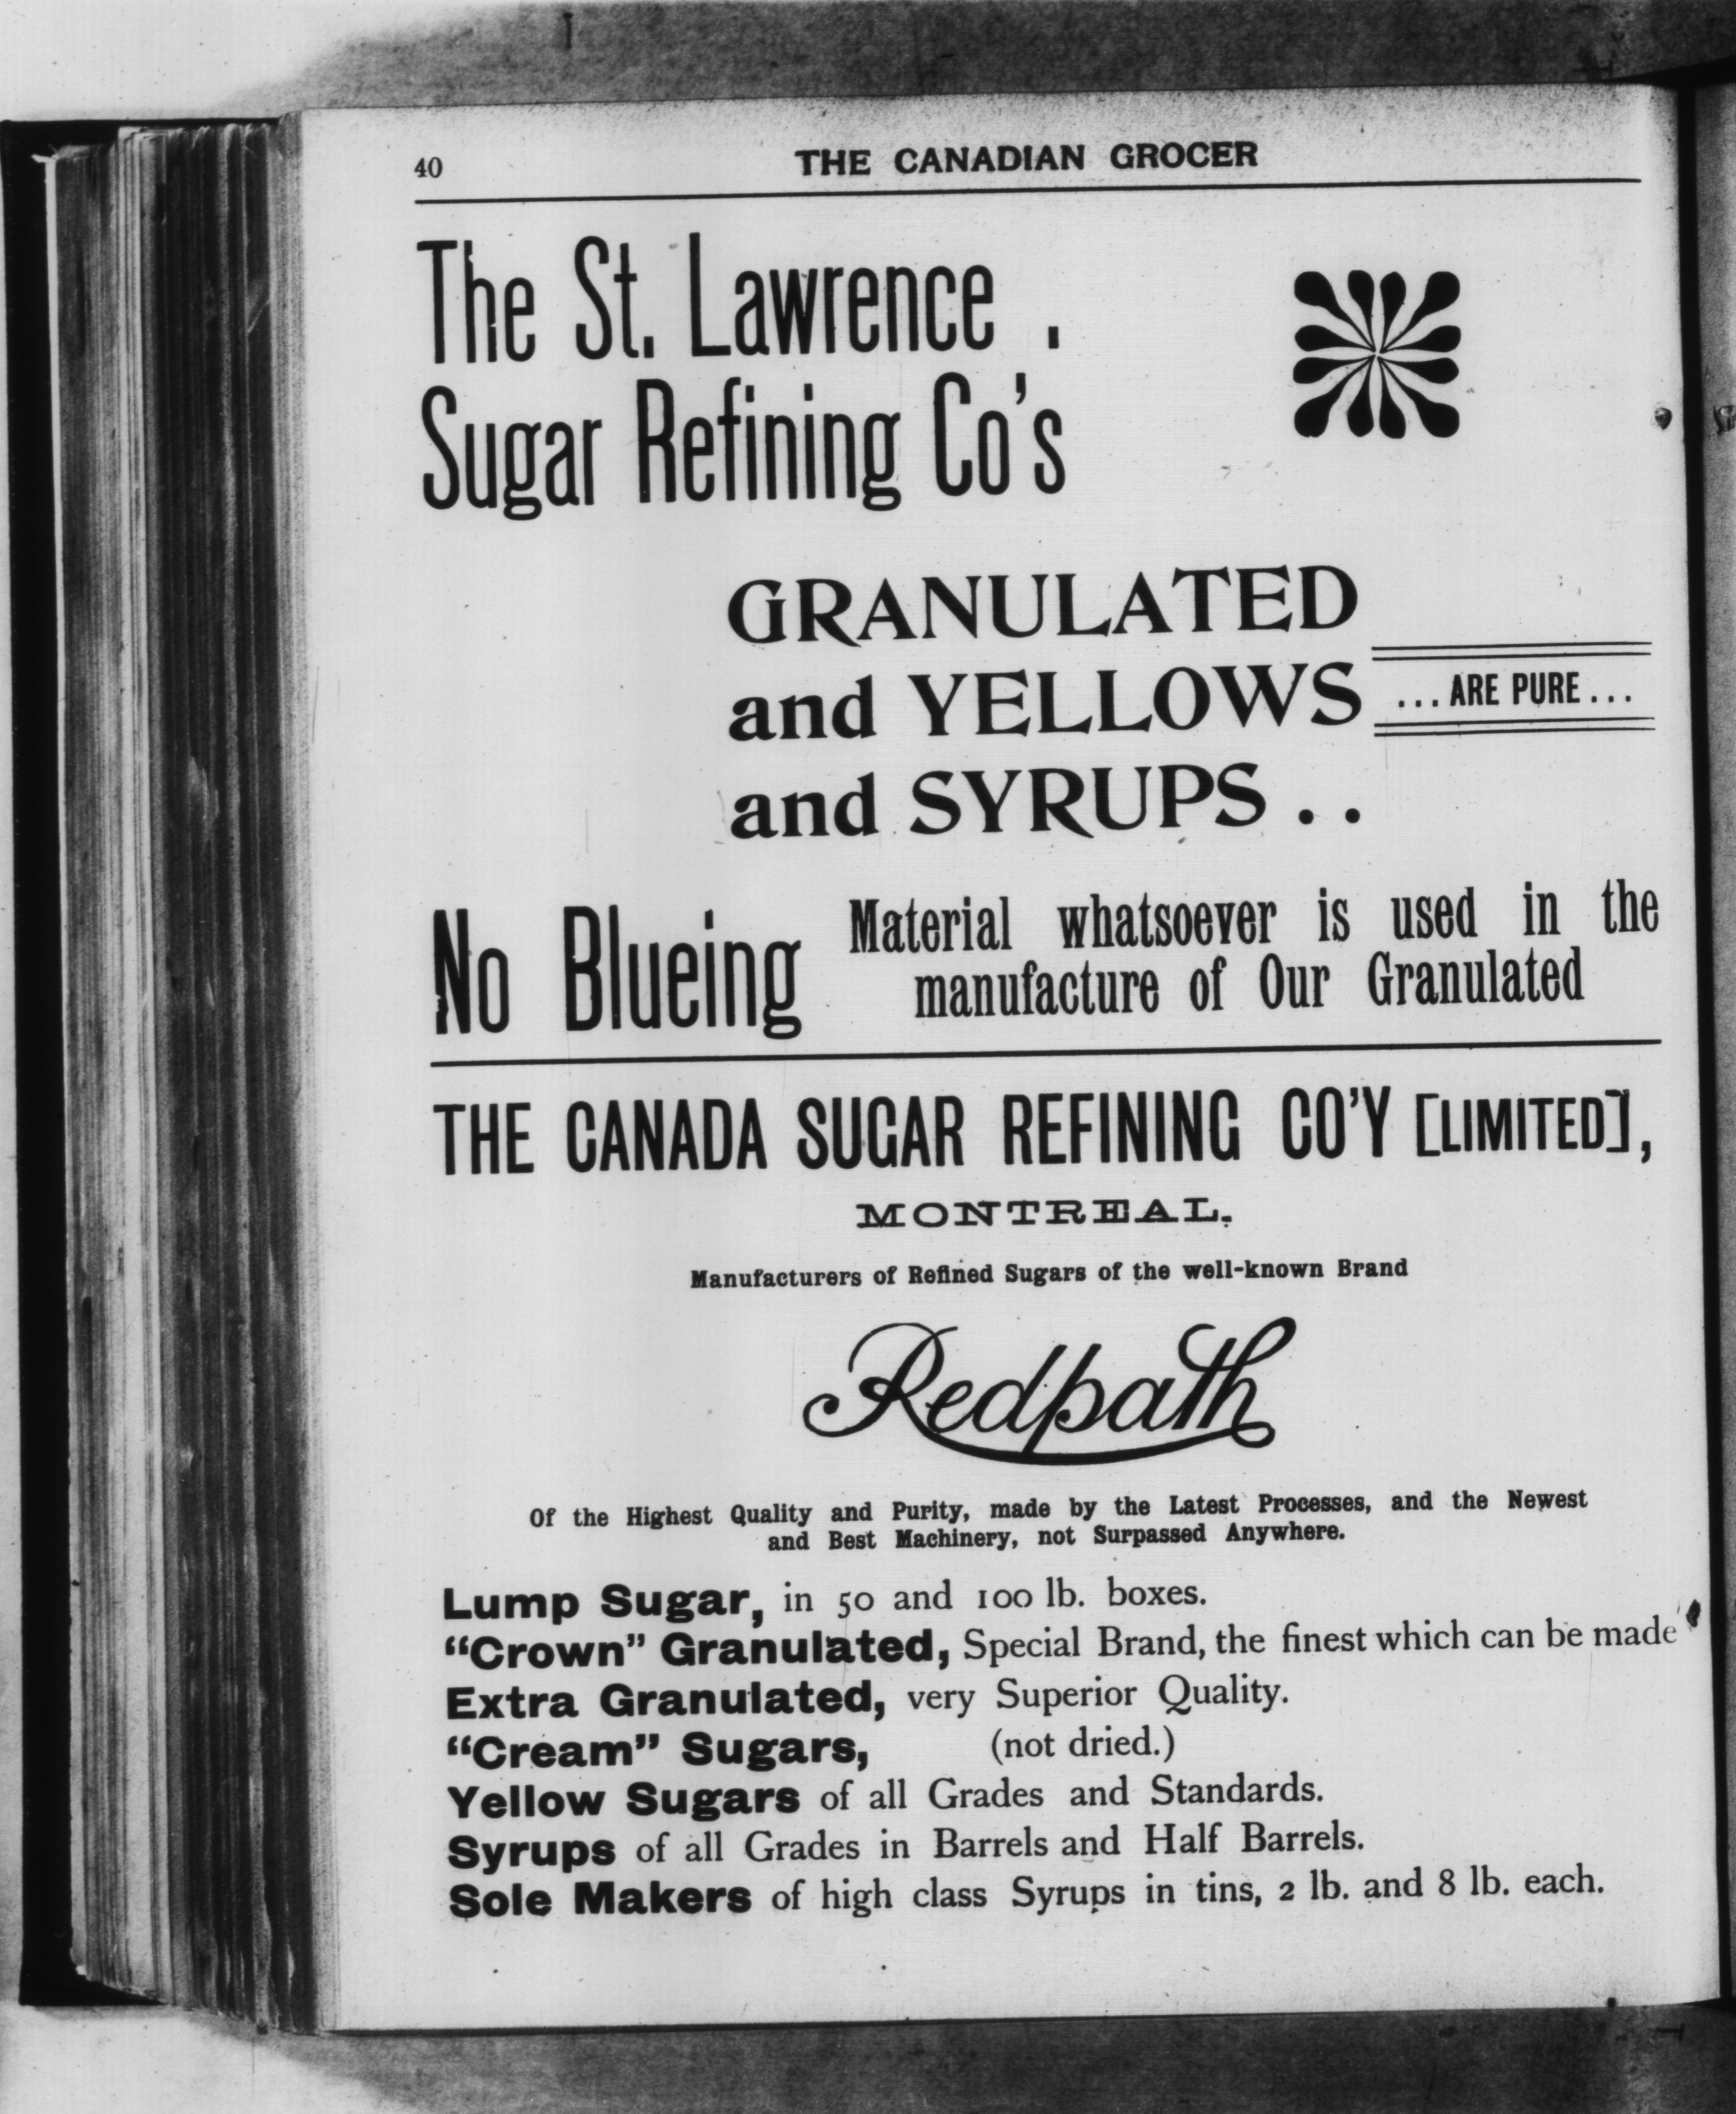 40
THE CANADIAN GROCER
The St. Lawrence .
Sugar Refining Co's
GRANULATED
and YELLOWS
... ARE PURE ...
and SYRUPS . .
No Blueing
Material whatsoever is used in the
manufacture of Our Granulated
THE CANADA SUGAR REFINING CO'Y [LIMITED],
MONTREAL.
Manufacturers of Refined Sugars of the well-known Brand
Redpath
Of the Highest Quality and Purity, made by the Latest Processes, and the Newest
and Best Machinery, not Surpassed Anywhere.
Lump Sugar, in 50 and 100 lb. boxes.
"Crown" Granulated, Special Brand, the finest which can be made
Extra Granulated, very Superior Quality.
"Cream" Sugars, (not dried.)
Yellow Sugars of all Grades and Standards.
Syrups of all Grades in Barrels and Half Barrels.
Sole Makers of high class Syrups in tins, 2 lb. and 8 lb. each.